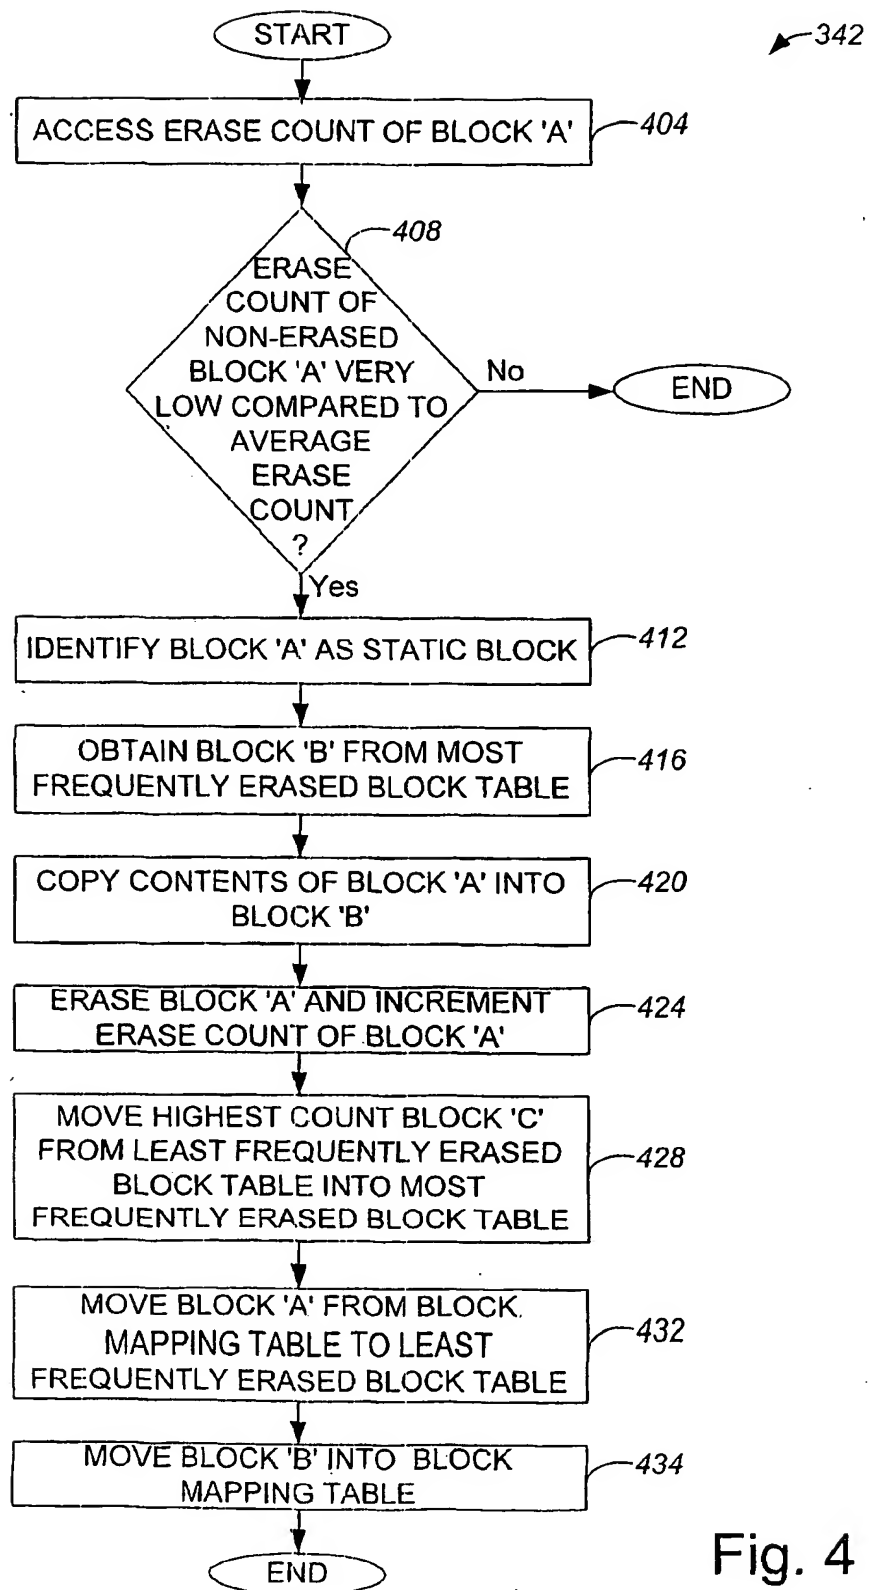 START
342
ACCESS ERASE COUNT OF BLOCK 'A'
404
408
ERASE
COUNT OF
NON-ERASED
BLOCK 'A' VERY
LOW COMPARED TO
AVERAGE
ERASE
COUNT
?
No
END
Yes
IDENTIFY BLOCK 'A' AS STATIC BLOCK
412
OBTAIN BLOCK 'B' FROM MOST
FREQUENTLY ERASED BLOCK TABLE
416
COPY CONTENTS OF BLOCK 'A' INTO
BLOCK 'B'
420
ERASE BLOCK 'A' AND INCREMENT
ERASE COUNT OF BLOCK 'A'
424
MOVE HIGHEST COUNT BLOCK 'C'
FROM LEAST FREQUENTLY ERASED
BLOCK TABLE INTO MOST
FREQUENTLY ERASED BLOCK TABLE
428
MOVE BLOCK 'A' FROM BLOCK
MAPPING TABLE TO LEAST
FREQUENTLY ERASED BLOCK TABLE
432
MOVE BLOCK 'B' INTO BLOCK
MAPPING TABLE
434
END
Fig. 4